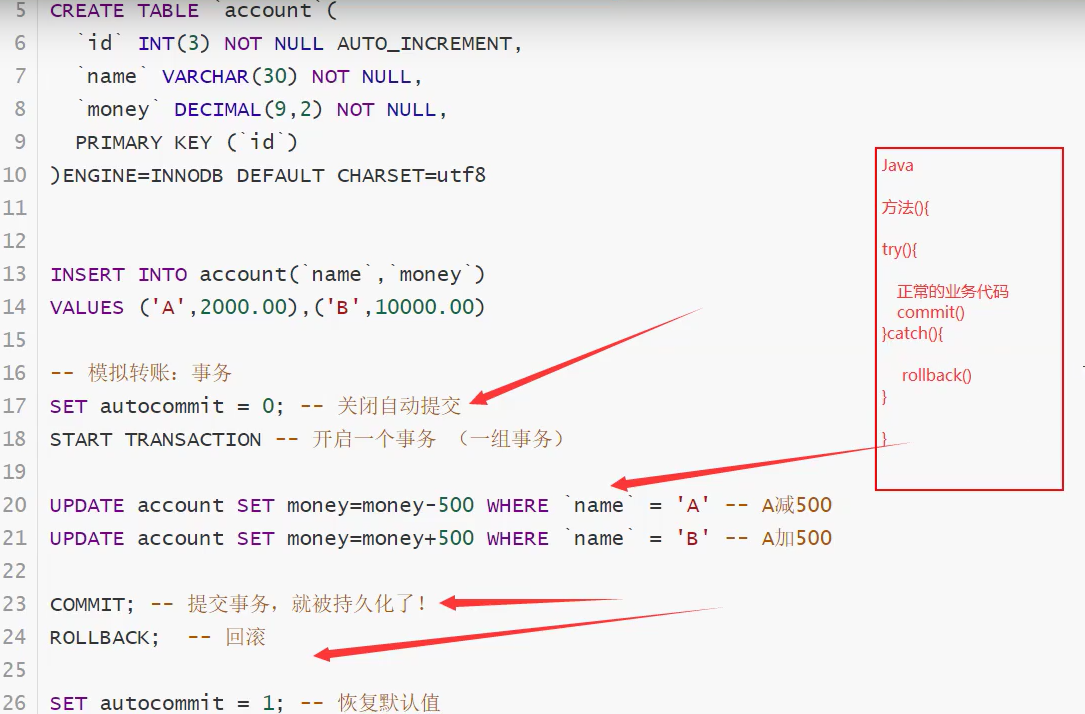 5 CREATE TABLE `account`(
6 `id` INT(3) NOT NULL AUTO_INCREMENT,
7 `name` VARCHAR(30) NOT NULL,
8 `money` DECIMAL(9,2) NOT NULL,
9 PRIMARY KEY (`id`)
10 )ENGINE=INNODB DEFAULT CHARSET=utf8
11
12
13 INSERT INTO account(`name`,`money`)
14 VALUES ('A',2000.00),('B',10000.00)
15
16 -- 模拟转账：事务
17 SET autocommit = 0; -- 关闭自动提交
18 START TRANSACTION -- 开启一个事务 （一组事务）
19
20 UPDATE account SET money=money-500 WHERE `name` = 'A' -- A减500
21 UPDATE account SET money=money+500 WHERE `name` = 'B' -- A加500
22
23 COMMIT; -- 提交事务，就被持久化了！
24 ROLLBACK; -- 回滚
25
26 SET autocommit = 1; -- 恢复默认值
Java
方法(){
try(){
正常的业务代码
commit()
}catch(){
rollback()
}
}